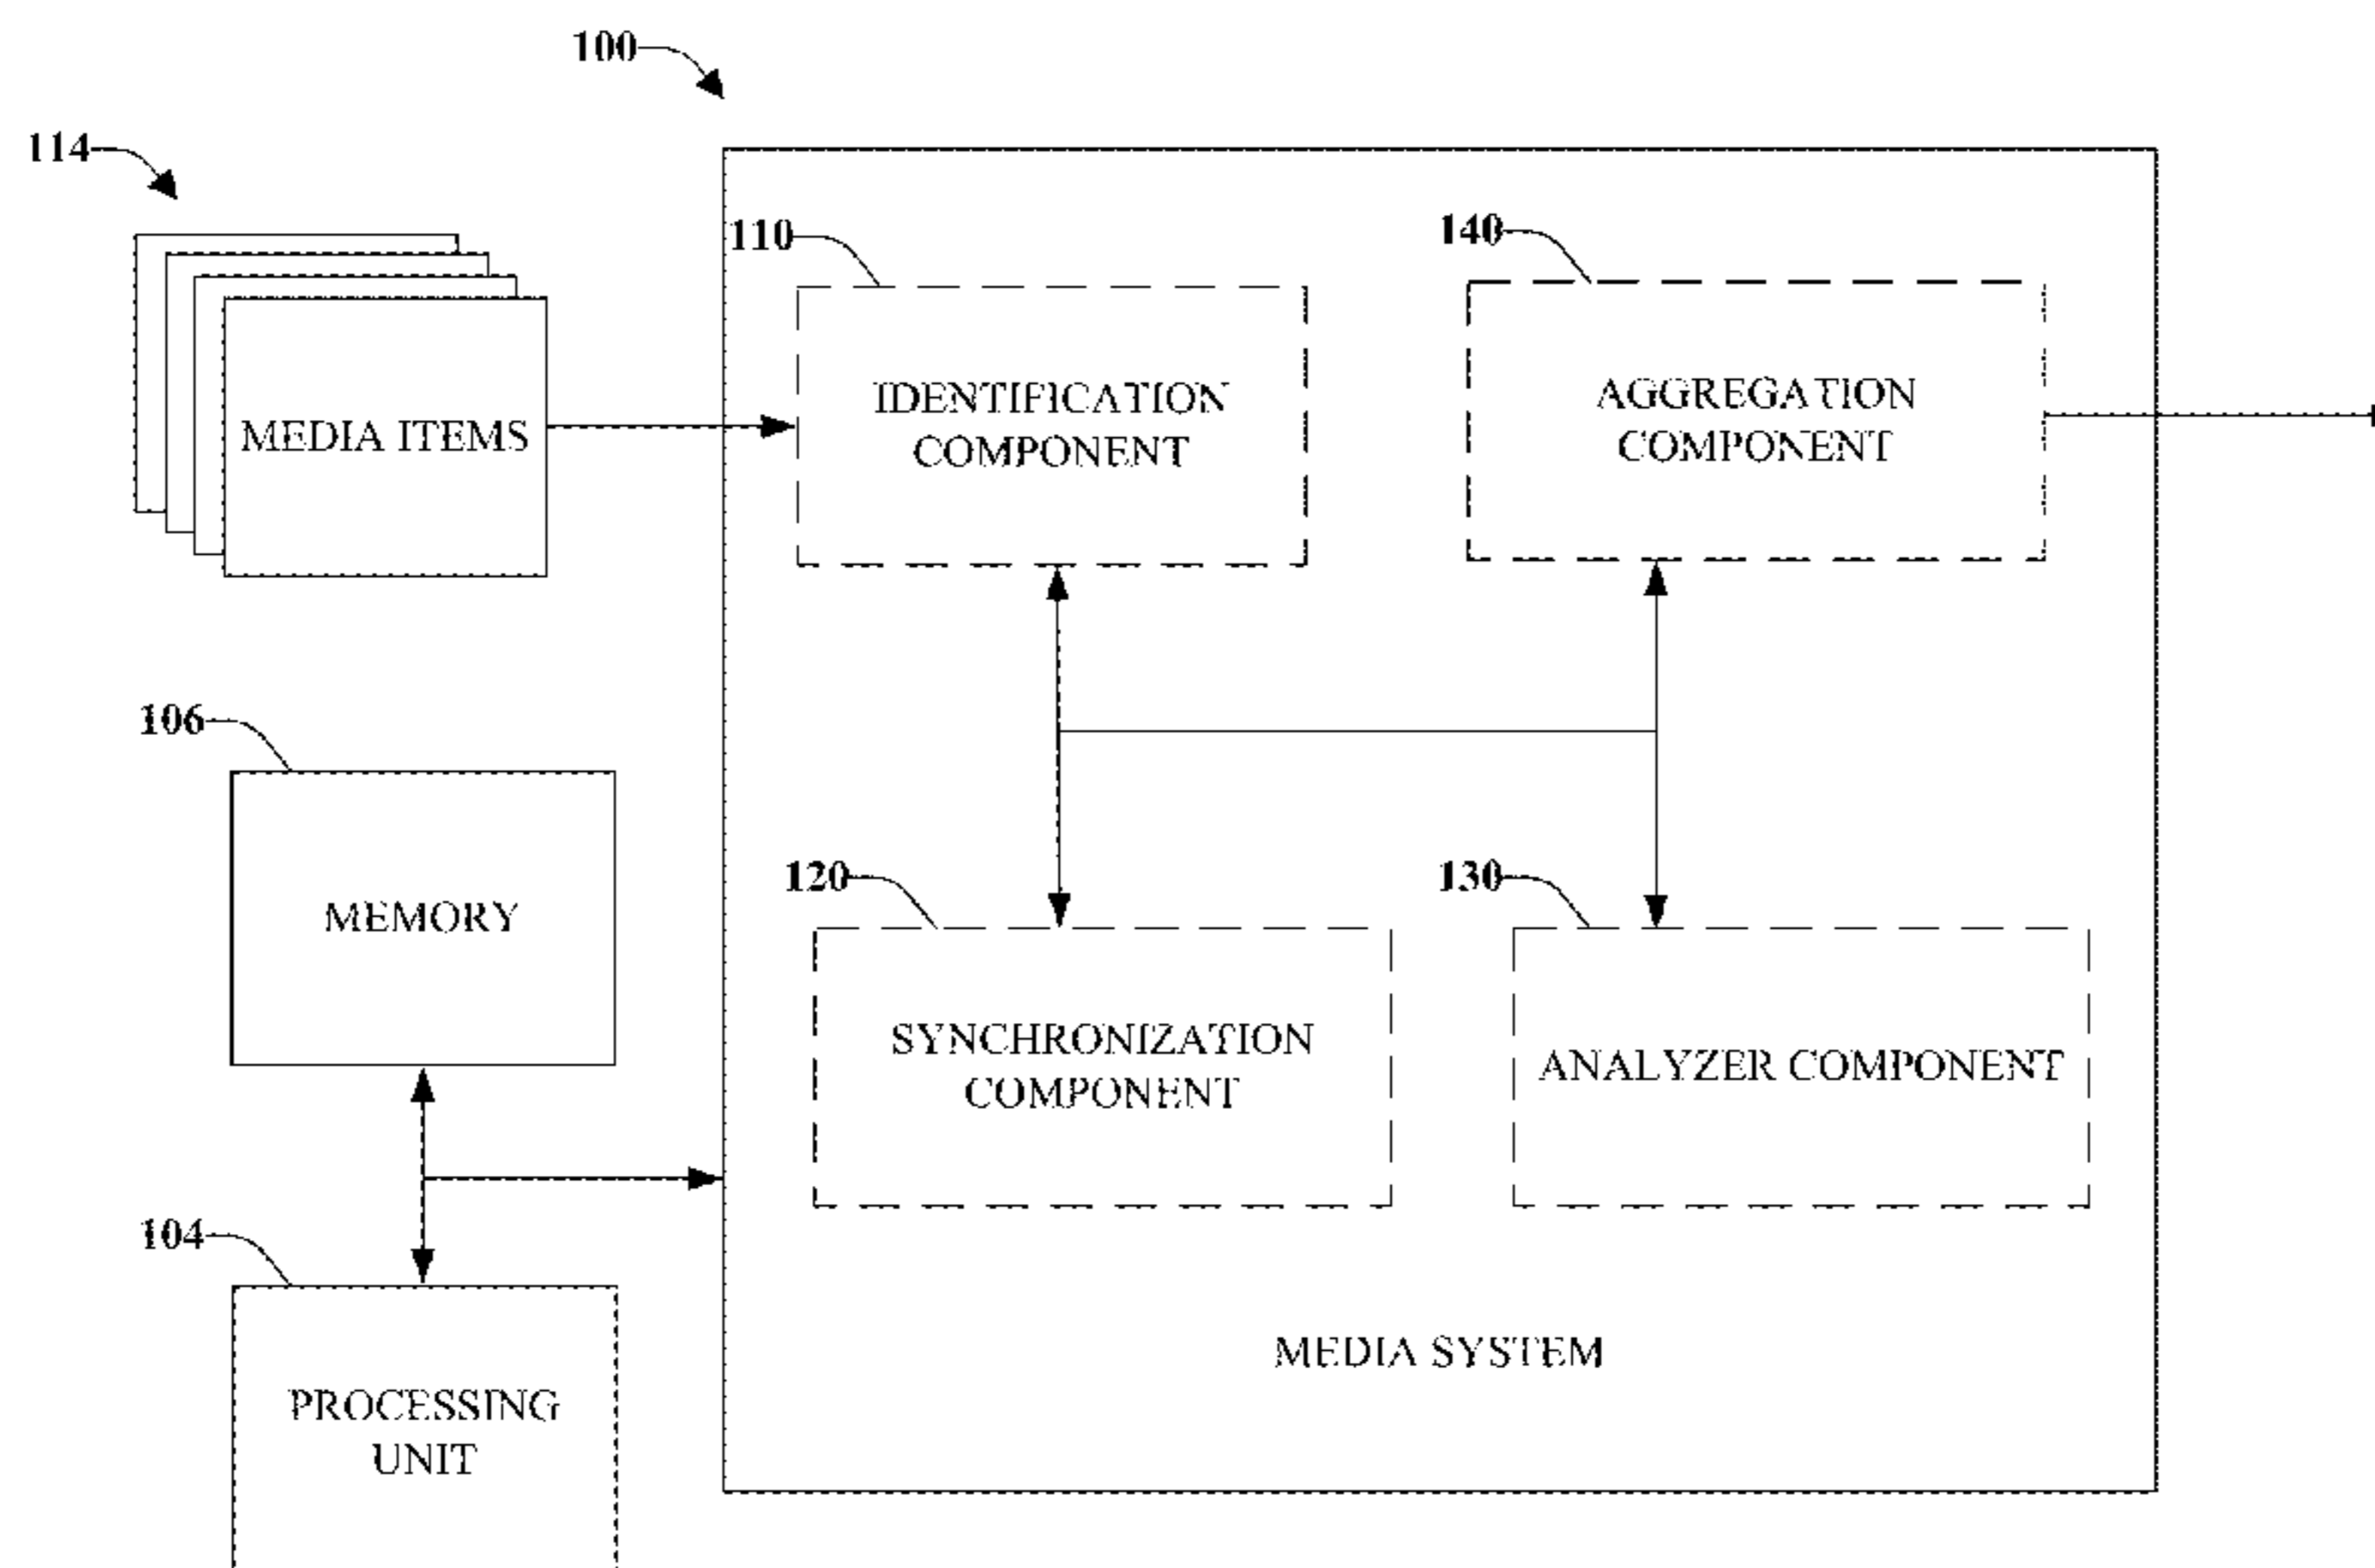 100
114
110
140
MEDIA ITEMS
IDENTIFICATION
COMPONENT
AGGREGATION
COMPONENT
106
MEMORY
120
130
SYNCHRONIZATION
COMPONENT
ANALYZER COMPONENT
104
PROCESSING
UNIT
MEDIA SYSTEM